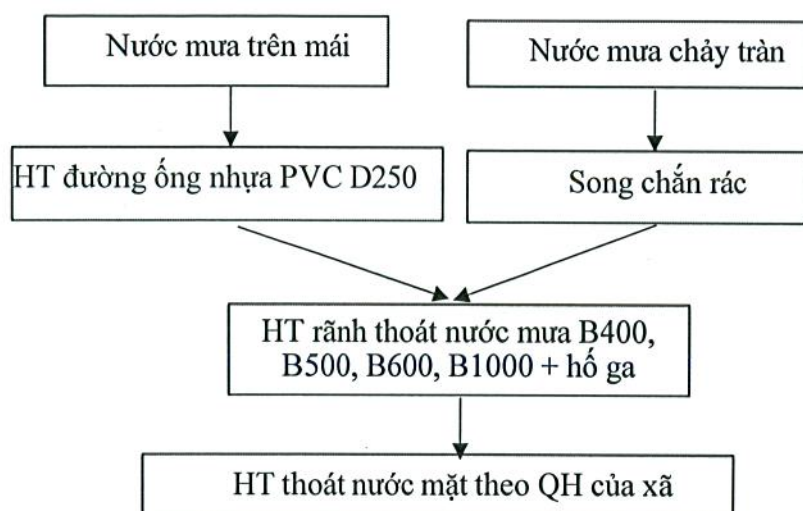 Nước mưa trên mái
Nước mưa chảy tràn
HT đường ống nhựa PVC D250
Song chắn rác
HT rãnh thoát nước mưa B400,
B500, B600, B1000 + hố ga
HT thoát nước mặt theo QH của xã